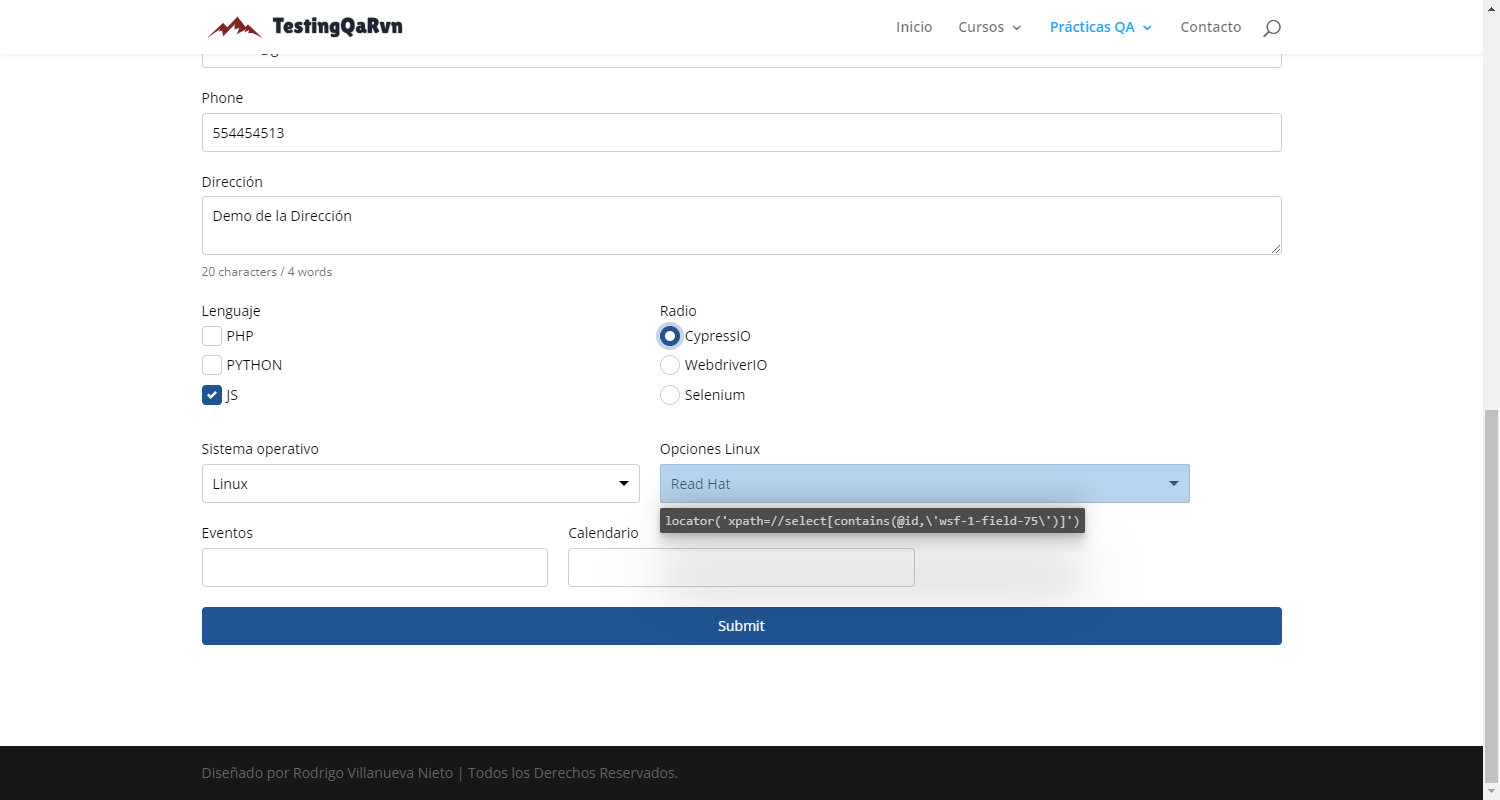 TestingQaRvn
Inicio Cursos Prácticas QA Contacto
Phone
554454513
Dirección
Demo de la Dirección
20 characters / 4 words
Lenguaje
PHP
PYTHON
JS
Radio
CypressIO
WebdriverIO
Selenium
Sistema operativo
Linux
Opciones Linux
Read Hat
locator('xpath=//select[contains(@id,\'wsf-1-field-75\')]')
Eventos
Calendario
Submit
Diseñado por Rodrigo Villanueva Nieto | Todos los Derechos Reservados.